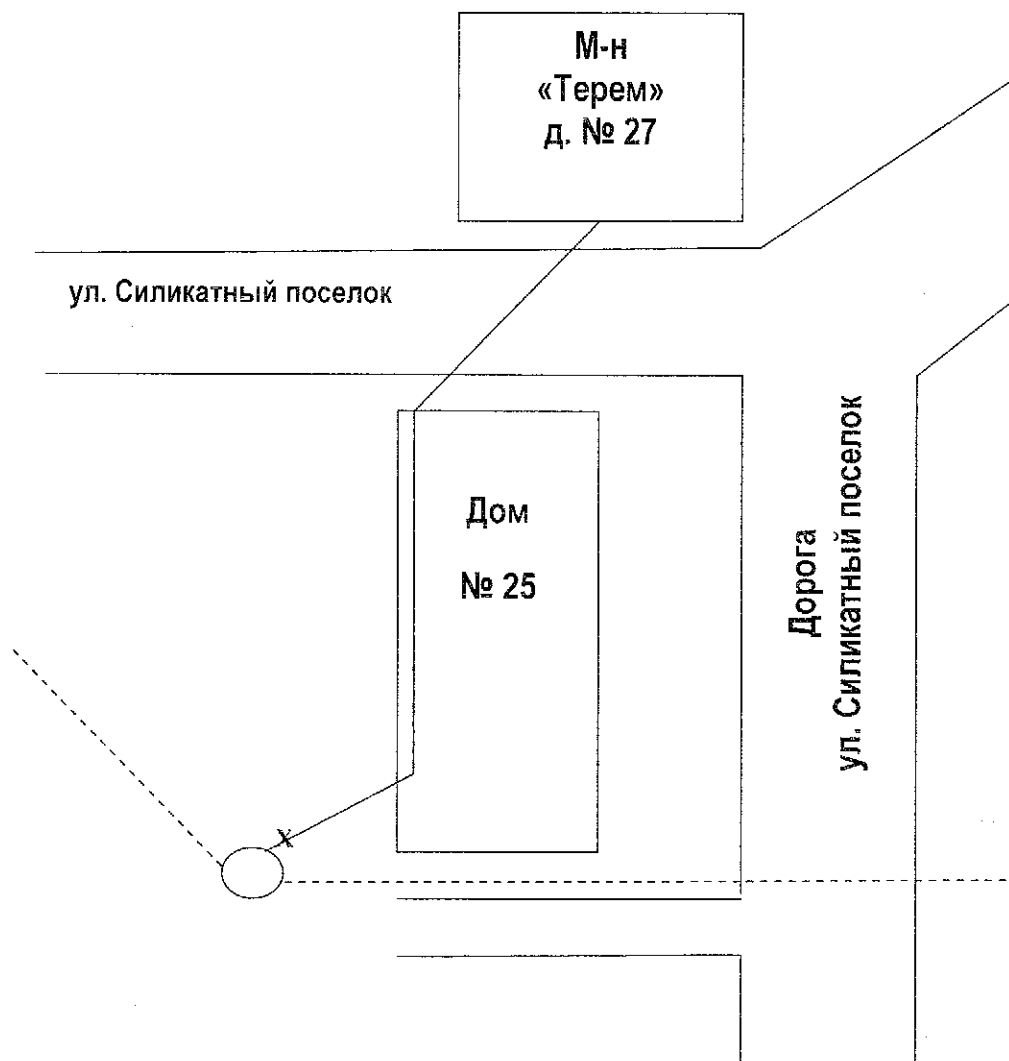 М-н
«Терем»
д. № 27
ул. Силикатный поселок
Дом
№ 25
Дорога
ул. Силикатный поселок
х